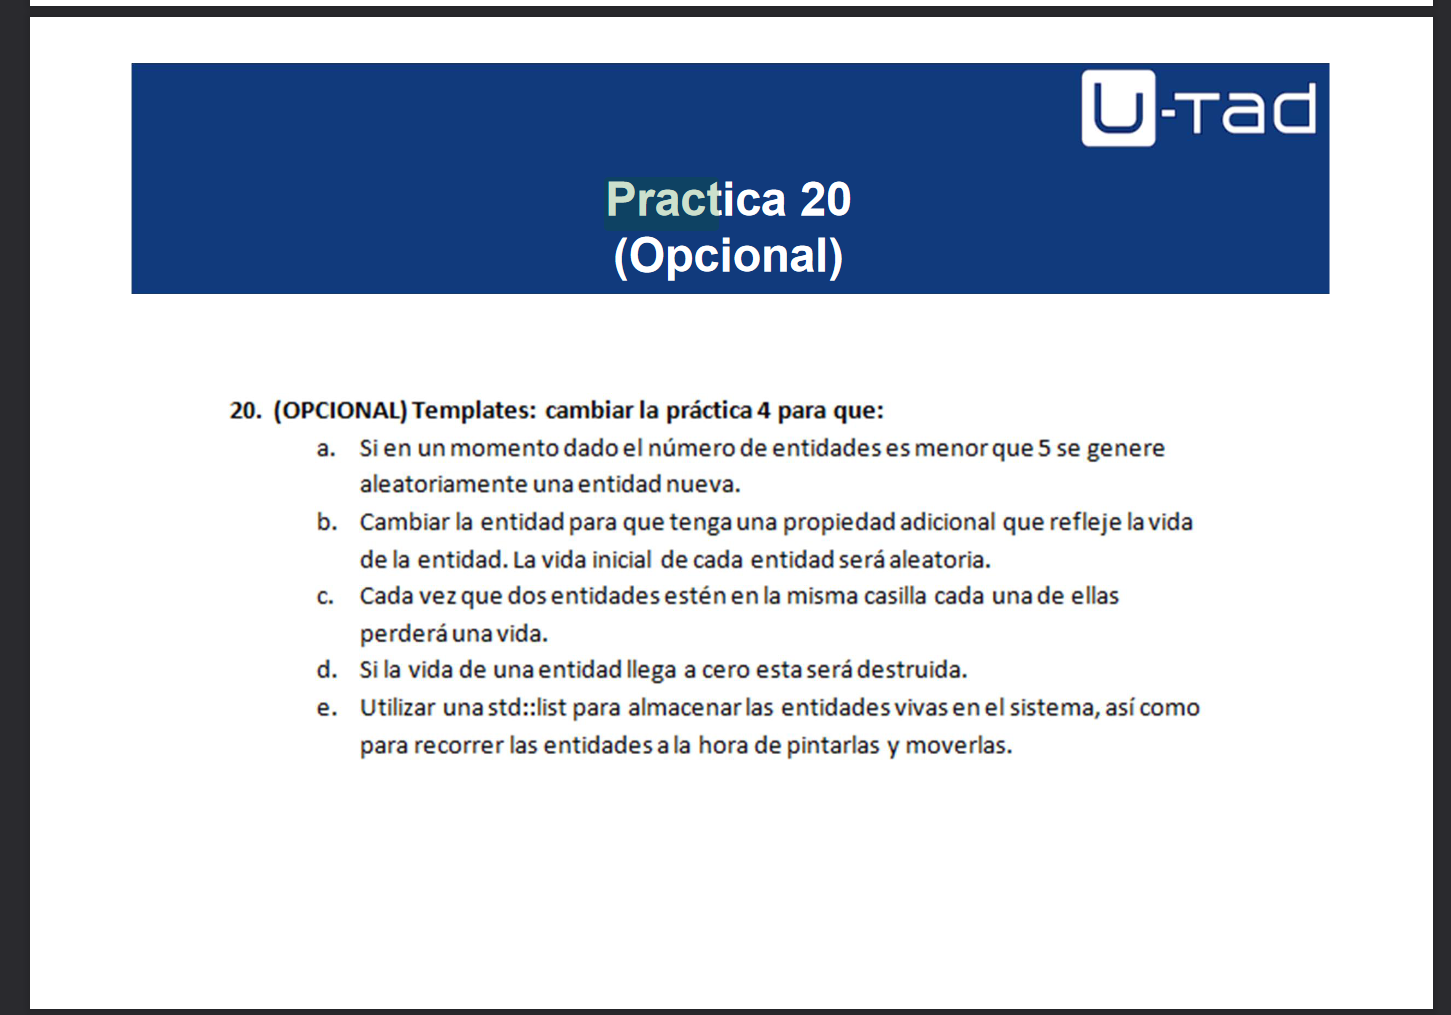 U-Tad
Practica 20
(Opcional)
20. (OPCIONAL) Templates: cambiar la práctica 4 para que:
a. Si en un momento dado el número de entidades es menor que 5 se genere
aleatoriamente una entidad nueva.
b. Cambiar la entidad para que tenga una propiedad adicional que refleje la vida
de la entidad. La vida inicial de cada entidad será aleatoria.
c. Cada vez que dos entidades estén en la misma casilla cada una de ellas
perderá una vida.
d. Si la vida de una entidad llega a cero esta será destruida.
e. Utilizar una std::list para almacenar las entidades vivas en el sistema, así como
para recorrer las entidades a la hora de pintarlas y moverlas.